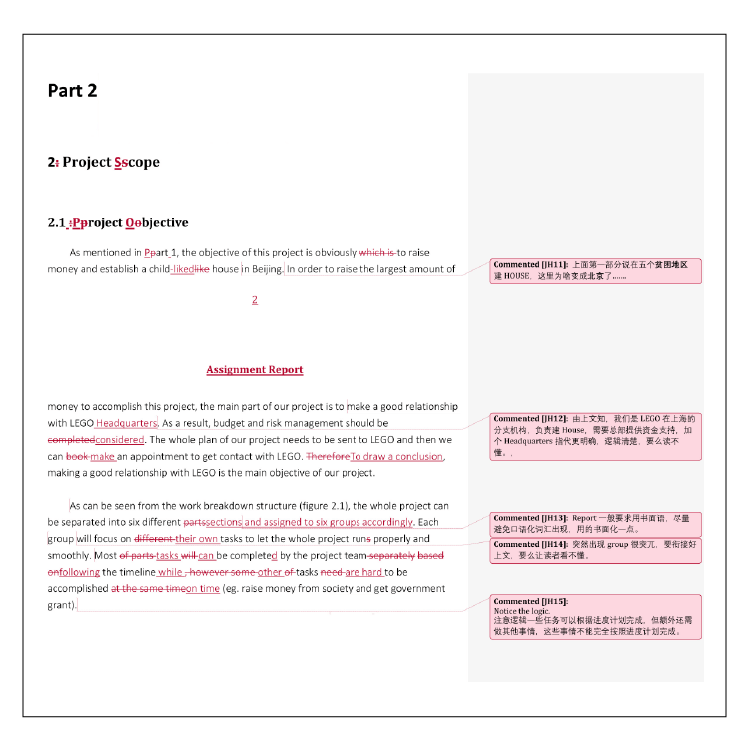 Part 2
2: Project Sscope
2.1 :Pproject Oobjective
As mentioned in Ppart 1, the objective of this project is obviously which is to raise
money and establish a child-likedlike house in Beijing. In order to raise the largest amount of
Commented [JH11]: 上面第一部分说在五个贫困地区
建 HOUSE，这里为啥变成北京了.......
2
Assignment Report
money to accomplish this project, the main part of our project is to make a good relationship
with LEGO Headquarters. As a result, budget and risk management should be
completedconsidered. The whole plan of our project needs to be sent to LEGO and then we
can book make an appointment to get contact with LEGO. ThereforeTo draw a conclusion,
making a good relationship with LEGO is the main objective of our project.
Commented [JH12]: 由上文知，我们是 LEGO 在上海的
分支机构，负责建 House，需要总部提供资金支持，加
个 Headquarters 指代更明确，逻辑清楚，要么读不
懂。.
As can be seen from the work breakdown structure (figure 2.1), the whole project can
be separated into six different partssections and assigned to six groups accordingly. Each
group will focus on different their own tasks to let the whole project runs properly and
smoothly. Most of parts tasks will can be completed by the project team separately based
onfollowing the timeline while , however some other of tasks need are hard to be
accomplished at the same timeon time (eg. raise money from society and get government
grant).
Commented [JH13]: Report 一般要求用书面语，尽量
避免口语化词汇出现，用的书面化一点。
Commented [JH14]: 突然出现 group 很突兀，要衔接好
上文，要么让读者看不懂。
Commented [JH15]:
Notice the logic.
注意逻辑一些任务可以根据进度计划完成，但额外还需
做其他事情，这些事情不能完全按照进度计划完成。